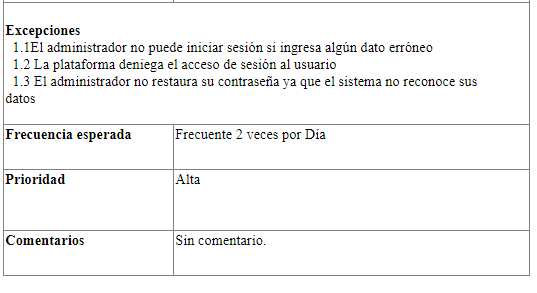 Excepciones
1.1El administrador no puede iniciar sesión si ingresa algún dato erróneo
1.2 La plataforma deniega el acceso de sesión al usuario
1.3 El administrador no restaura su contraseña ya que el sistema no reconoce sus
datos
Frecuencia esperada Frecuente 2 veces por Día
Prioridad Alta
Comentarios Sin comentario.